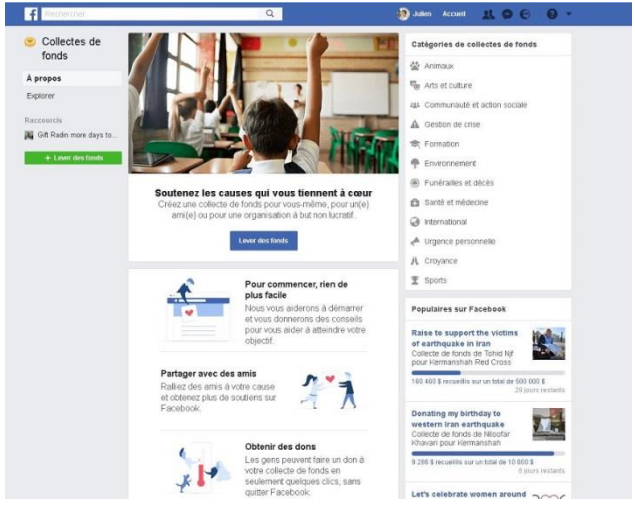 Rechercher
Julien Accueil
Collectes de
fonds
À propos
Explorer
Raccourcis
Gift Radin more days to...
+ Lever des fonds
Soutenez les causes qui vous tiennent à cœur
Créez une collecte de fonds pour vous-même, pour un(e)
ami(e) ou pour une organisation à but non lucratif.
Lever des fonds
Pour commencer, rien de
plus facile
Nous vous aiderons à démarrer
et vous donnerons des conseils
pour vous aider à atteindre votre
objectif.
Partager avec des amis
Ralliez des amis à votre cause
et obtenez plus de soutiens sur
Facebook.
Obtenir des dons
Les gens peuvent faire un don à
votre collecte de fonds en
seulement quelques clics, sans
quitter Facebook.
Catégories de collectes de fonds
Animaux
Arts et culture
Communauté et action sociale
Gestion de crise
Formation
Environnement
Funérailles et décès
Santé et médecine
International
Urgence personnelle
Croyance
Sports
Populaires sur Facebook
Raise to support the victims
of earthquake in Iran
Collecte de fonds de Tohid Njf
pour Kermanshah Red Cross
160 460 $ recueillis sur un total de 500 000 $
29 jours restants
Donating my birthday to
western Iran earthquake
Collecte de fonds de Niloofar
Khavari pour Kermanshah
9 286 $ recueillis sur un total de 10 000 $
6 jours restants
Let's celebrate women around